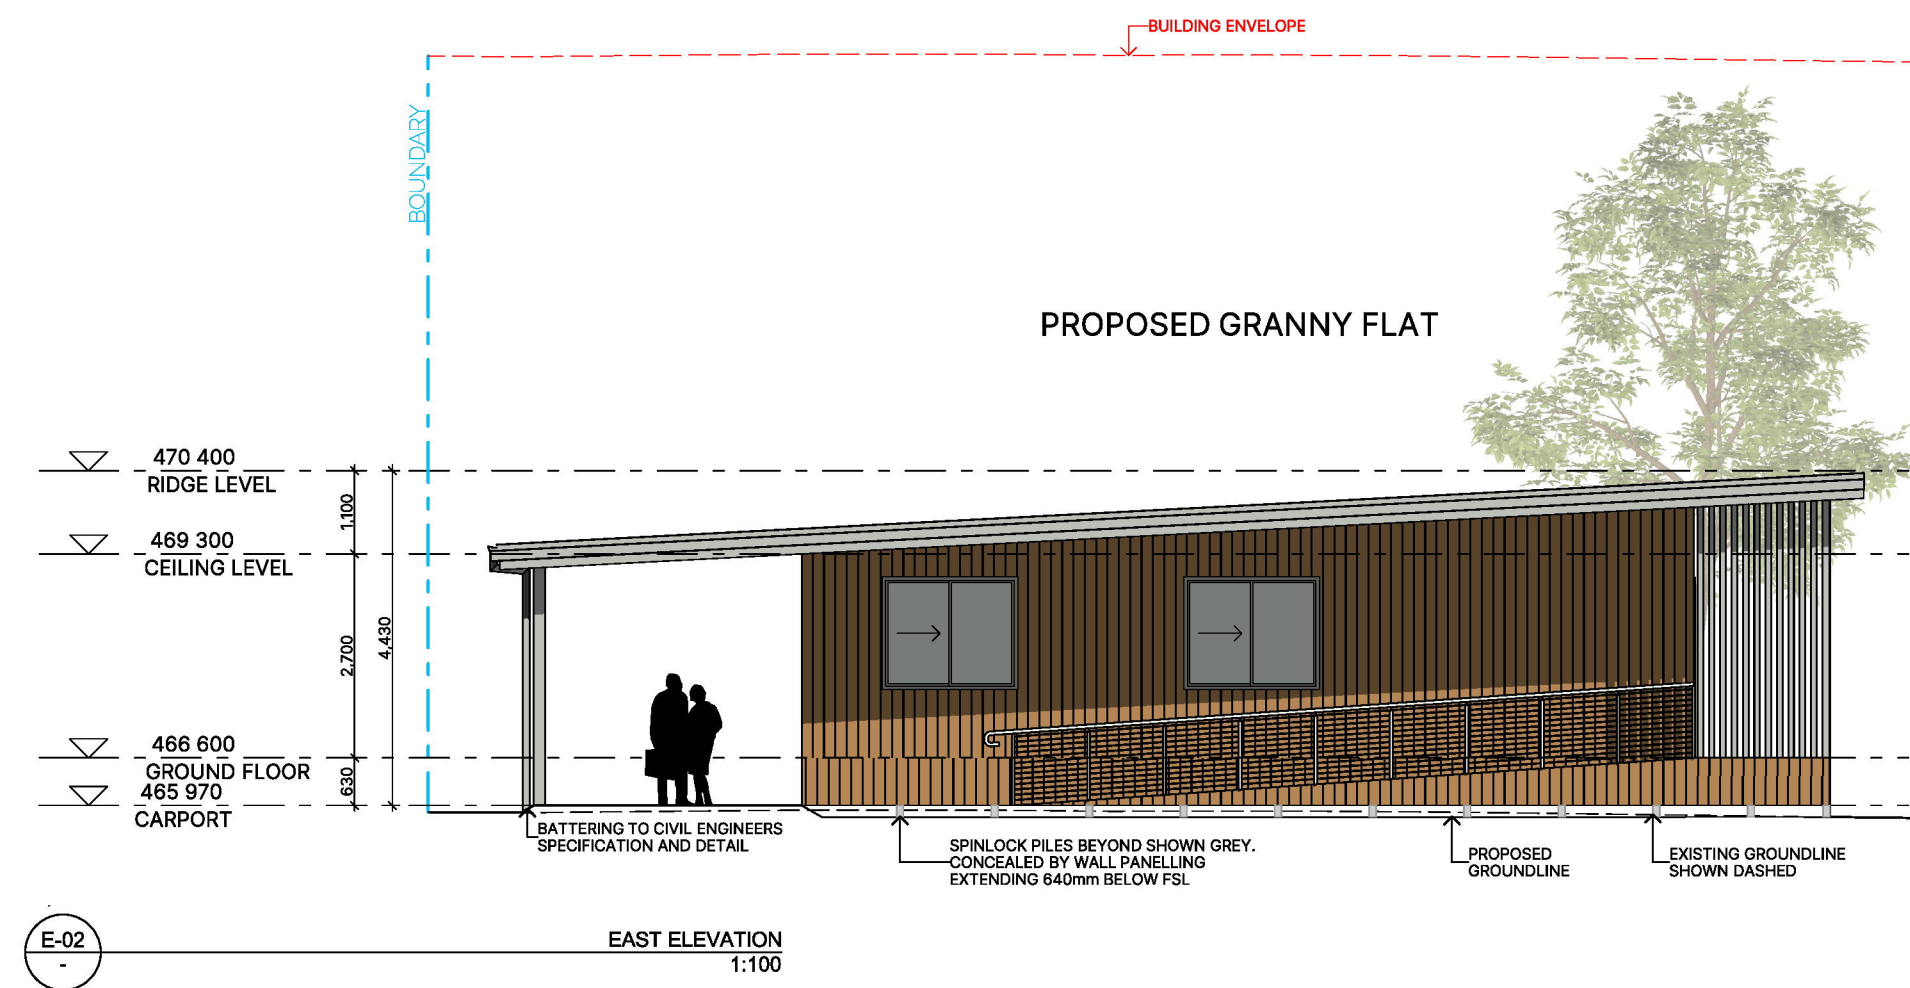 BUILDING ENVELOPE
BOUNDARY
PROPOSED GRANNY FLAT
470 400
RIDGE LEVEL
1,100
469 300
CEILING LEVEL
2,700
4,430
466 600
GROUND FLOOR
630
465 970
CARPORT
BATTERING TO CIVIL ENGINEERS
SPECIFICATION AND DETAIL
SPINLOCK PILES BEYOND SHOWN GREY.
CONCEALED BY WALL PANELLING
EXTENDING 640mm BELOW FSL
PROPOSED
GROUNDLINE
EXISTING GROUNDLINE
SHOWN DASHED
E-02
-
EAST ELEVATION
1:100